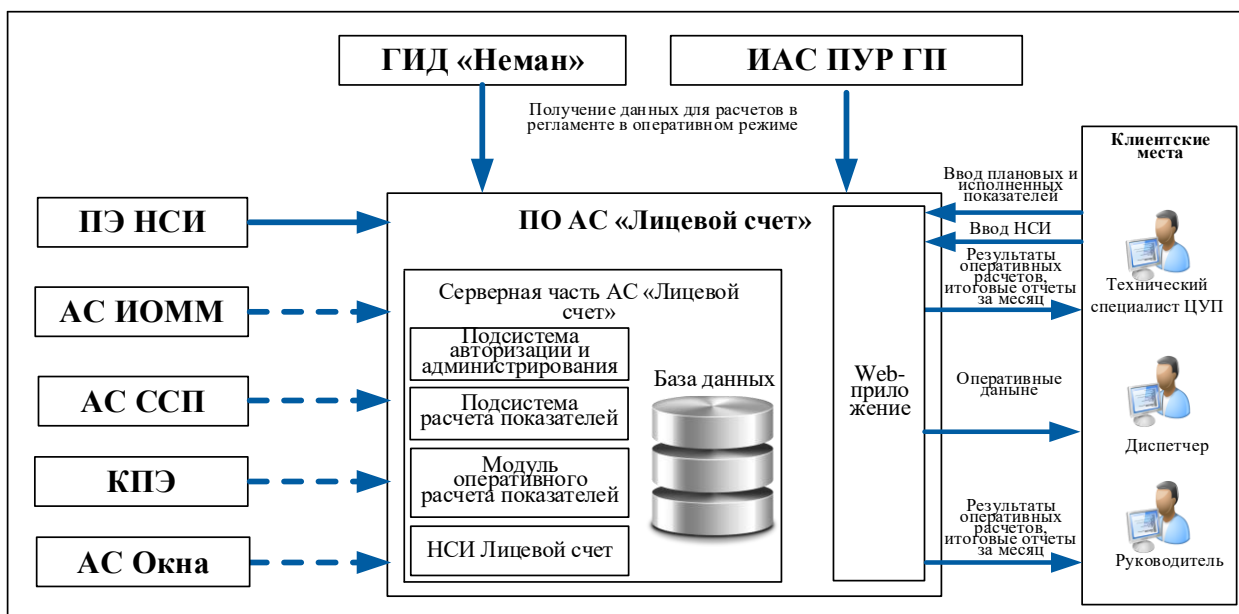 ГИД «Неман»
ИАС ПУР ГП
Получение данных для расчетов в
регламенте в оперативном режиме
ПЭ НСИ
АС ИОММ
АС ССП
КПЭ
АС Окна
ПО АС «Лицевой счет»
Серверная часть АС «Лицевой
счет»
Подсистема
авторизации и
администрирования
Подсистема
расчета показателей
Модуль
оперативного
расчета показателей
НСИ Лицевой счет
База данных
Web-
прило
жение
Ввод плановых и
исполненных
показателей
Ввод НСИ
Результаты
оперативных
расчетов,
итоговые отчеты
за месяц
Оперативные
даныне
Результаты
оперативных
расчетов,
итоговые отчеты
за месяц
Клиентские
места
Технический
специалист ЦУП
Диспетчер
Руководитель